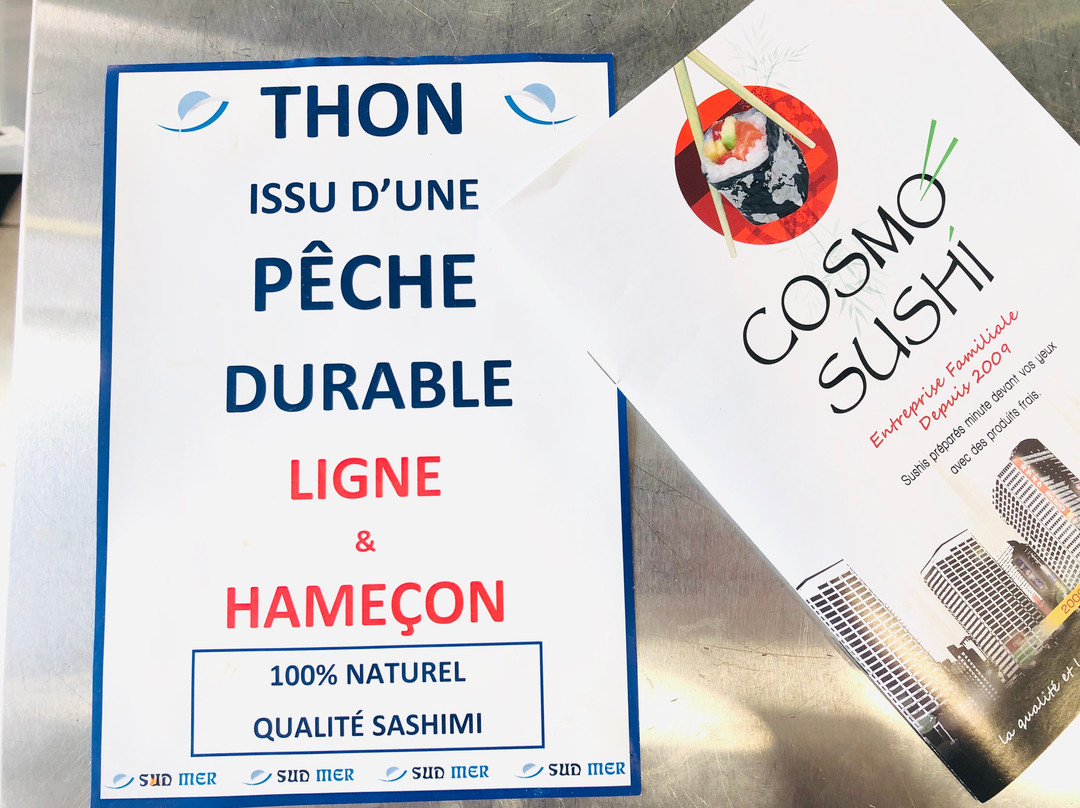 THON
ISSU D’UNE
PÊCHE
DURABLE
LIGNE
&
HAMEÇON
100% NATUREL
QUALITÉ SASHIMI
SUD MER SUD MER SUD MER SUD MER
COSMO
SUSHí
Entreprise Familiale
Depuis 2009
Sushis préparés minute devant vos yeux
avec des produits frais.
la qualité et